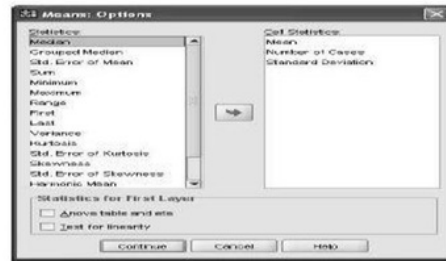 Means: Options
Statistics:
Median
Grouped Median
Std. Error of Mean
Sum
Minimum
Maximum
Range
First
Last
Variance
Kurtosis
Std. Error of Kurtosis
Skewness
Std. Error of Skewness
Harmonic Mean
Cell Statistics:
Mean
Number of Cases
Standard Deviation
Statistics for First Layer
Anova table and eta
Test for linearity
Continue
Cancel
Help